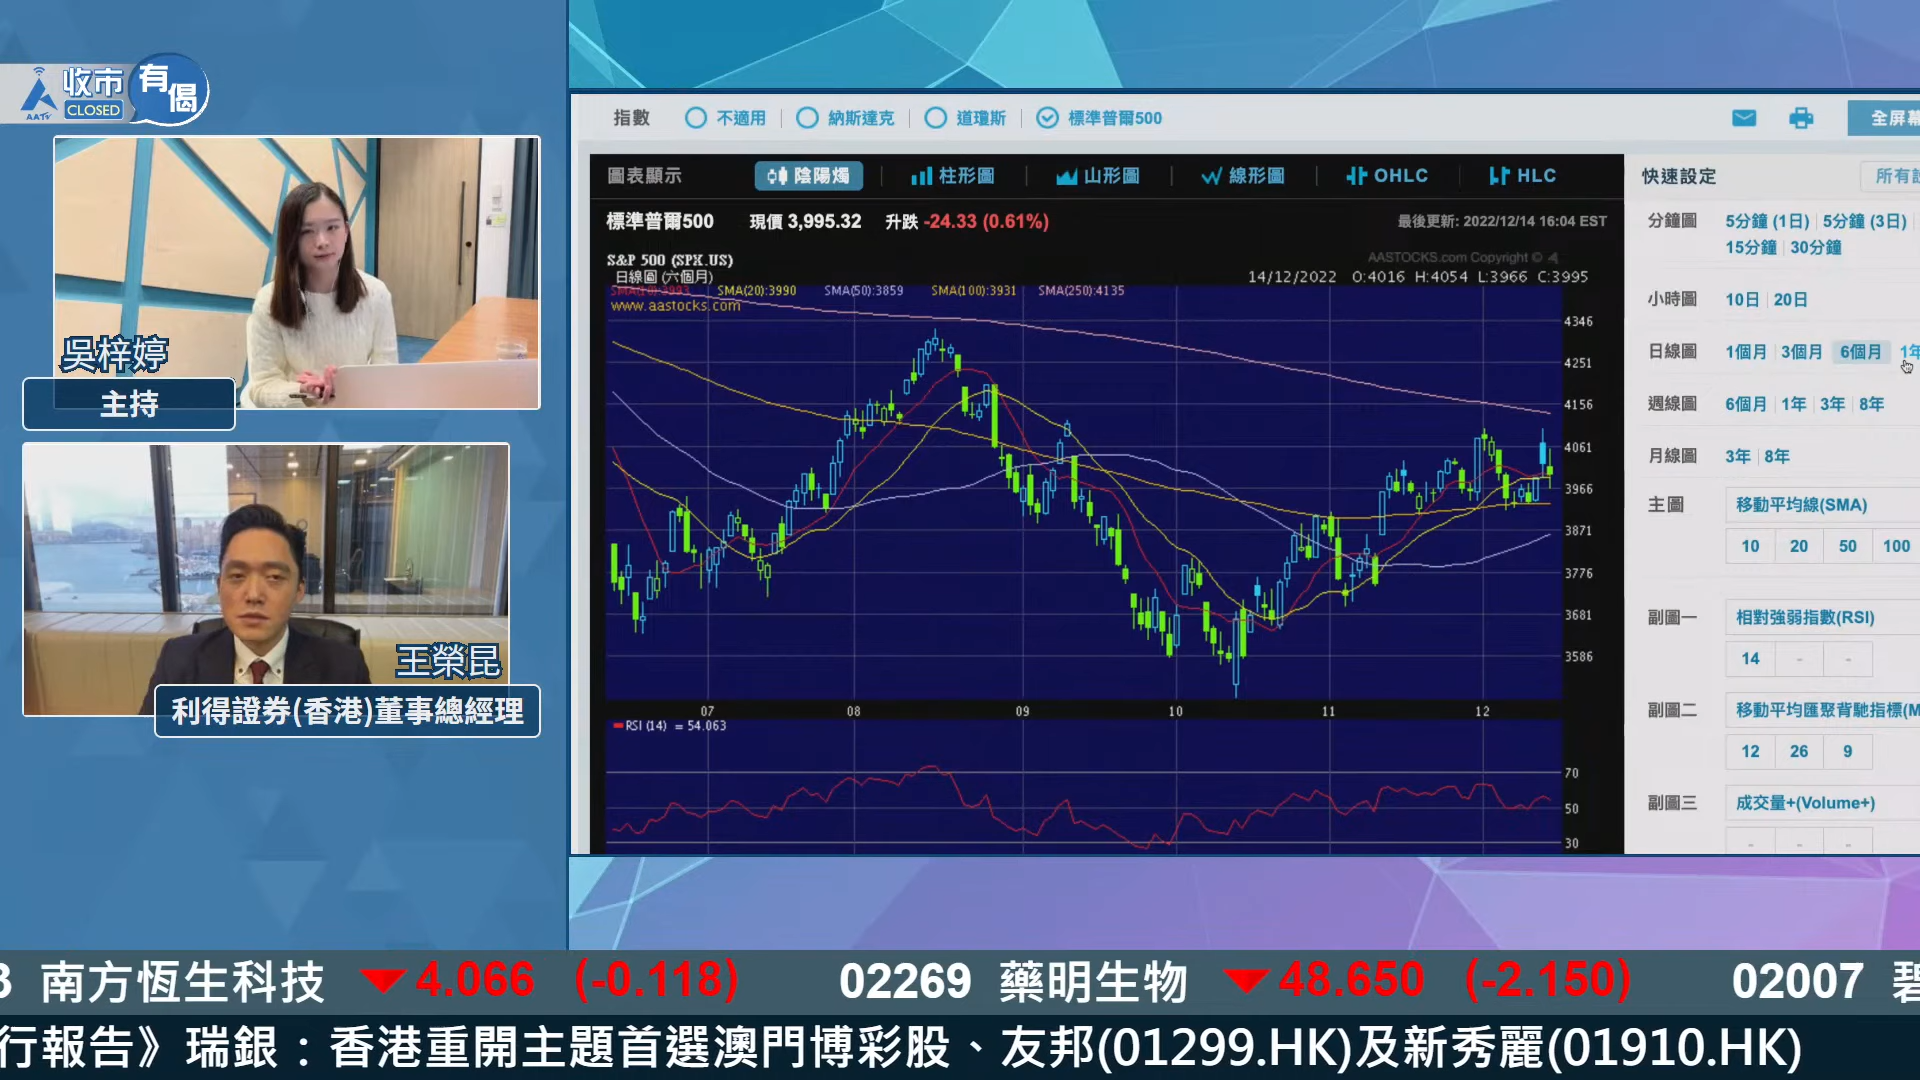 收市
CLOSED
有偈
AATV
吳梓婷
主持
王榮昆
利得證券(香港)董事總經理
指數 不適用 納斯達克 道瓊斯 標準普爾500
全屏幕
圖表顯示 陰陽燭 柱形圖 山形圖 線形圖 OHLC HLC
標準普爾500 現價 3,995.32 升跌 -24.33 (0.61%) 最後更新: 2022/12/14 16:04 EST
AASTOCKS.com Copyright ©
S&P 500 (SPX.US)
日線圖 (六個月) 14/12/2022 O:4016 H:4054 L:3966 C:3995
SMA(10):3993 SMA(20):3990 SMA(50):3859 SMA(100):3931 SMA(250):4135
www.aastocks.com
4346
4251
4156
4061
3966
3871
3776
3681
3586
07 08 09 10 11 12
RSI (14) = 54.063
70
50
30
快速設定 所有
分鐘圖 5分鐘 (1日) 5分鐘 (3日)
15分鐘 30分鐘
小時圖 10日 20日
日線圖 1個月 3個月 6個月 1年
週線圖 6個月 1年 3年 8年
月線圖 3年 8年
主圖 移動平均線(SMA)
10 20 50 100
副圖一 相對強弱指數(RSI)
14 - -
副圖二 移動平均匯聚背馳指標(M
12 26 9
副圖三 成交量+(Volume+)
- - -
3 南方恆生科技 4.066 (-0.118) 02269 藥明生物 48.650 (-2.150) 02007 碧
行報告》瑞銀：香港重開主題首選澳門博彩股、友邦(01299.HK)及新秀麗(01910.HK)